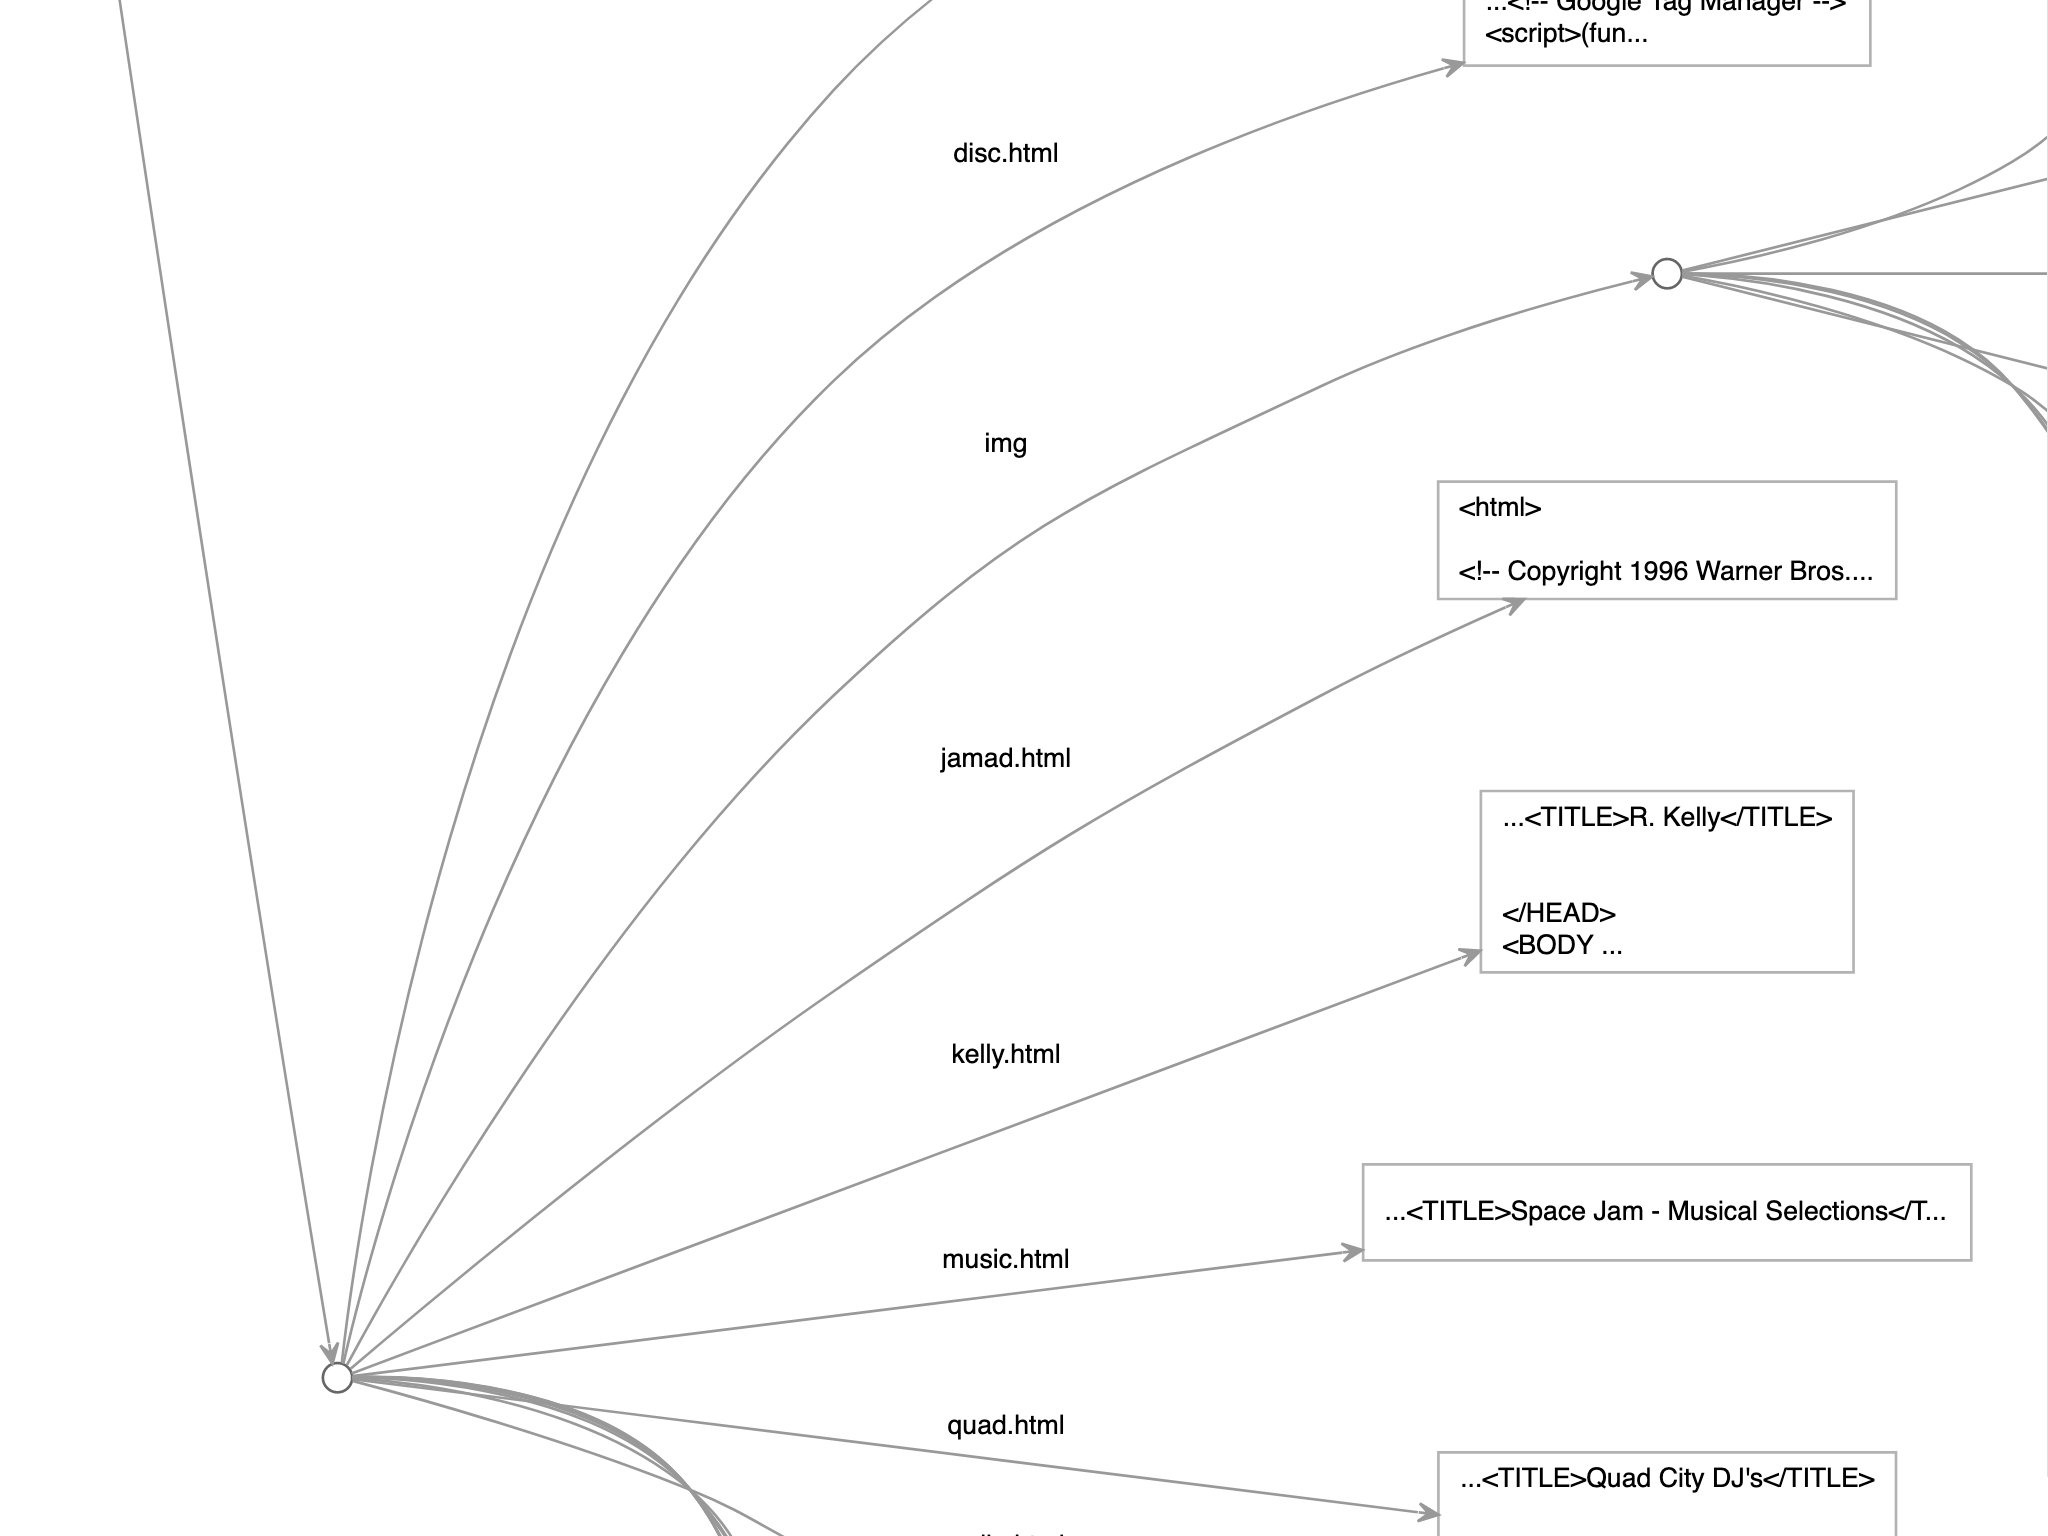 ...<!-- Google Tag Manager -->
<script>(fun...
disc.html
img
<html>
<!-- Copyright 1996 Warner Bros....
jamad.html
...<TITLE>R. Kelly</TITLE>
</HEAD>
<BODY ...
kelly.html
...<TITLE>Space Jam - Musical Selections</T...
music.html
quad.html
...<TITLE>Quad City DJ's</TITLE>